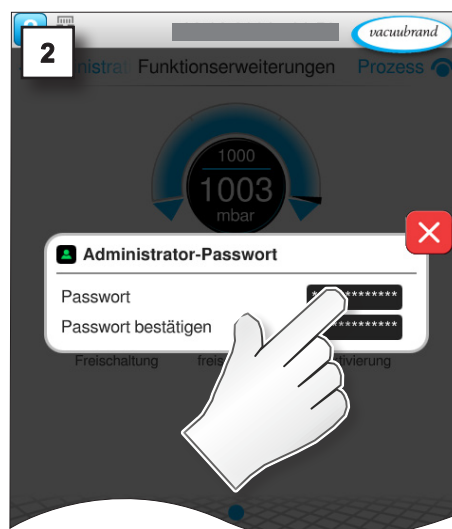 vacuubrand
2
Funktionserweiterungen Prozess
1000
1003
mbar
Administrator-Passwort
Passwort
*************
Passwort bestätigen
*************
Freischaltung